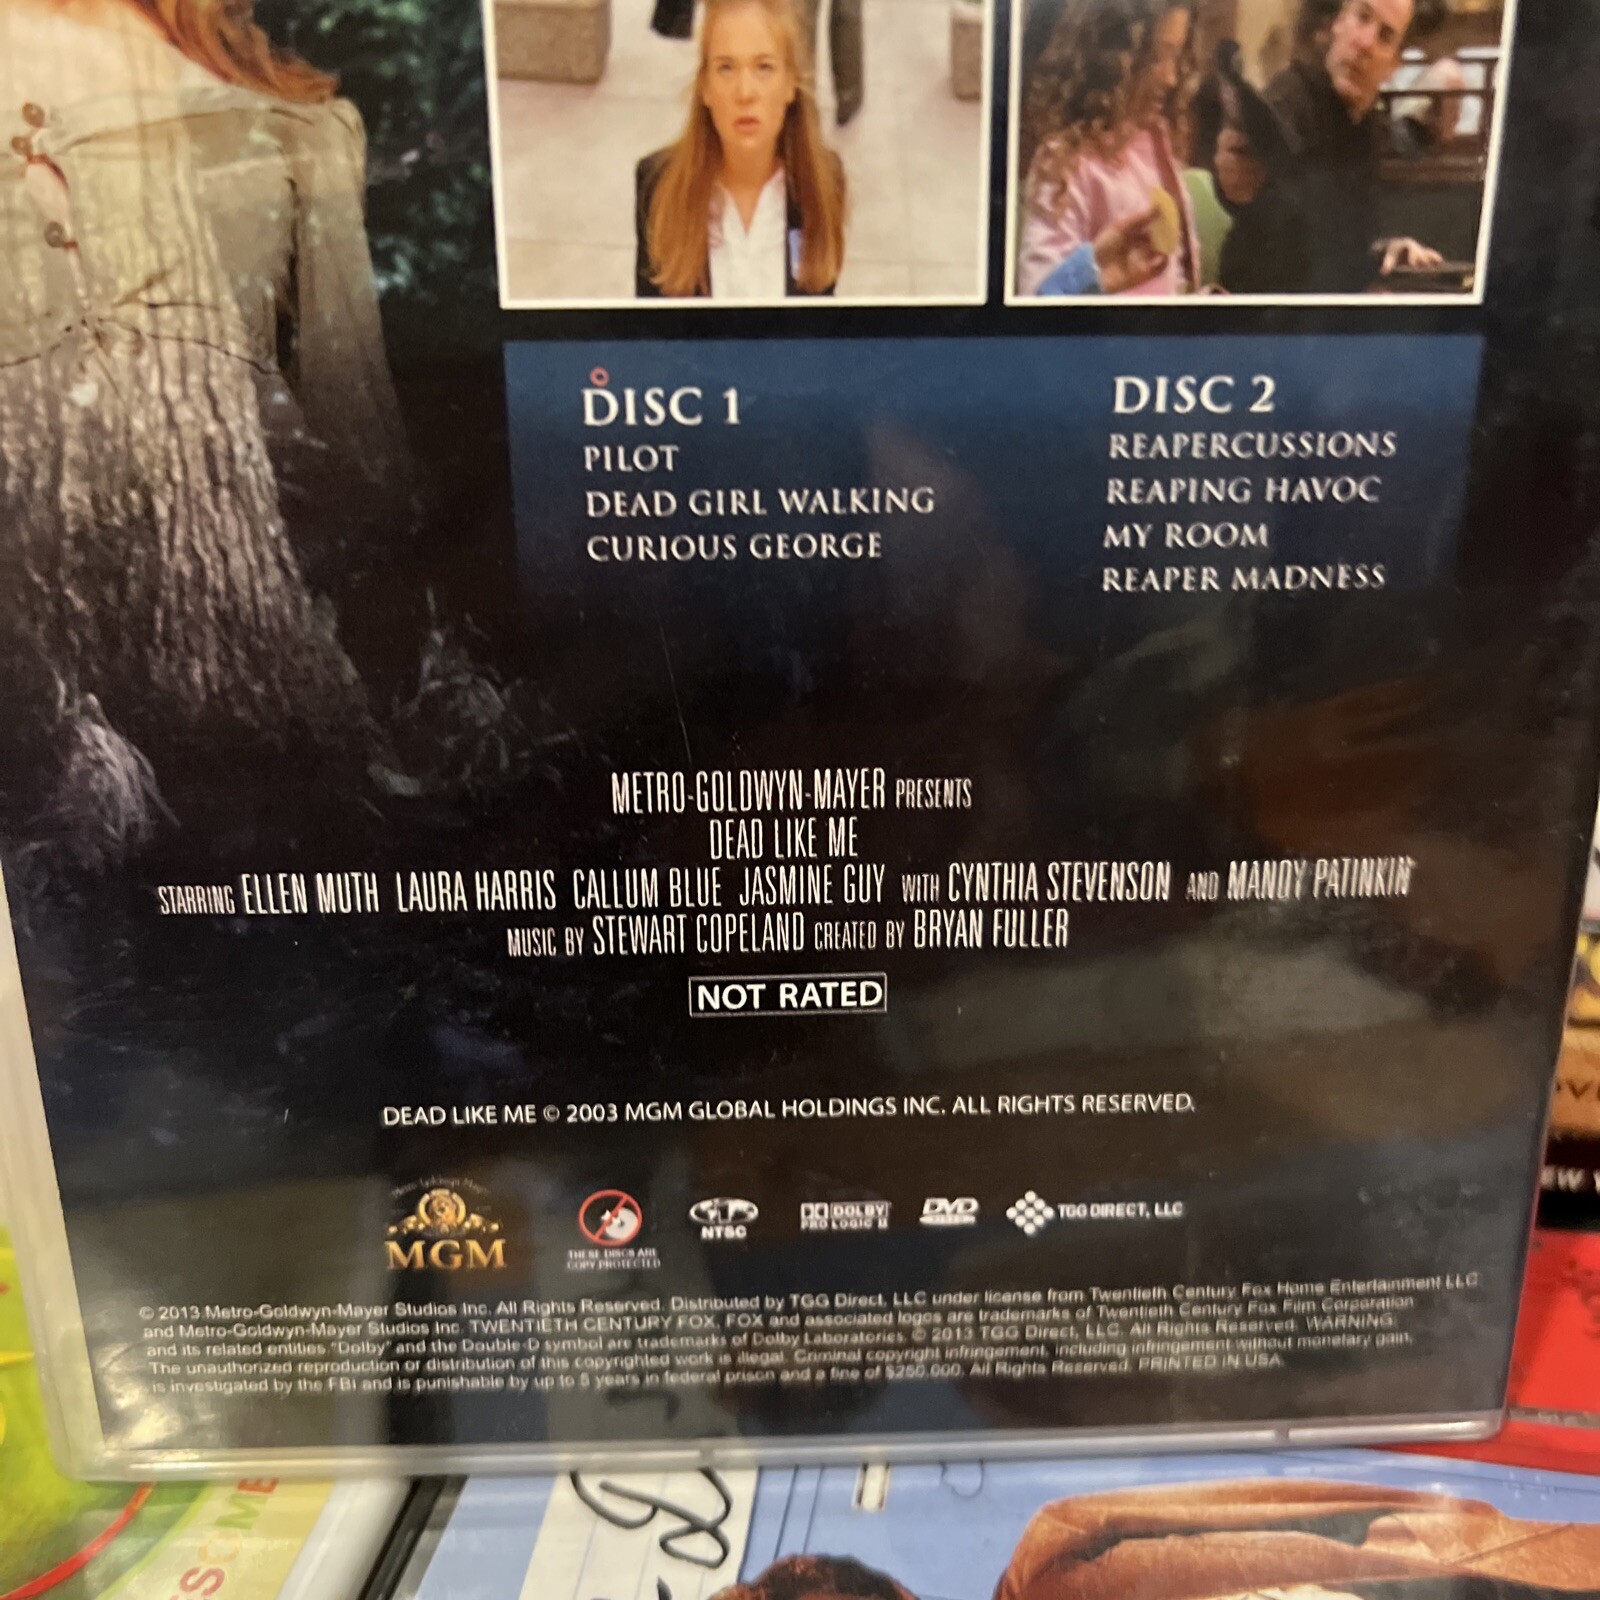 DISC 1
PILOT
DEAD GIRL WALKING
CURIOUS GEORGE
DISC 2
REAPERCUSSIONS
REAPING HAVOC
MY ROOM
REAPER MADNESS
METRO-GOLDWYN-MAYER PRESENTS
DEAD LIKE ME
STARRING ELLEN MUTH LAURA HARRIS CALLUM BLUE JASMINE GUY WITH CYNTHIA STEVENSON AND MANDY PATINKIN
MUSIC BY STEWART COPELAND CREATED BY BRYAN FULLER
NOT RATED
DEAD LIKE ME © 2003 MGM GLOBAL HOLDINGS INC. ALL RIGHTS RESERVED.
MGM
THESE DISCS ARE
COPY PROTECTED
NTSC
DOLBY
PRO LOGIC II
DVD
VIDEO
TGG DIRECT, LLC
© 2013 Metro-Goldwyn-Mayer Studios Inc. All Rights Reserved. Distributed by TGG Direct, LLC under license from Twentieth Century Fox Home Entertainment LLC
and Metro-Goldwyn-Mayer Studios Inc. TWENTIETH CENTURY FOX, FOX and associated logos are trademarks of Twentieth Century Fox Film Corporation
and its related entities. "Dolby" and the Double-D symbol are trademarks of Dolby Laboratories. © 2013 TGG Direct, LLC. All Rights Reserved. WARNING:
The unauthorized reproduction or distribution of this copyrighted work is illegal. Criminal copyright infringement, including infringement without monetary gain,
is investigated by the FBI and is punishable by up to 5 years in federal prison and a fine of $250,000. All Rights Reserved. PRINTED IN USA